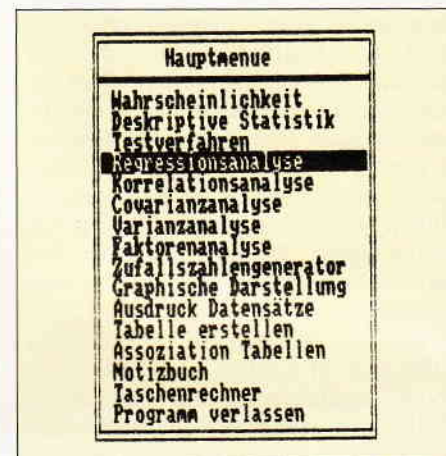 Hauptmenue
Wahrscheinlichkeit
Deskriptive Statistik
Testverfahren
Regressionsanalyse
Korrelationsanalyse
Covarianzanalyse
Varianzanalyse
Faktorenanalyse
Zufallszahlengenerator
Graphische Darstellung
Ausdruck Datensätze
Tabelle erstellen
Assoziation Tabellen
Notizbuch
Taschenrechner
Programm verlassen